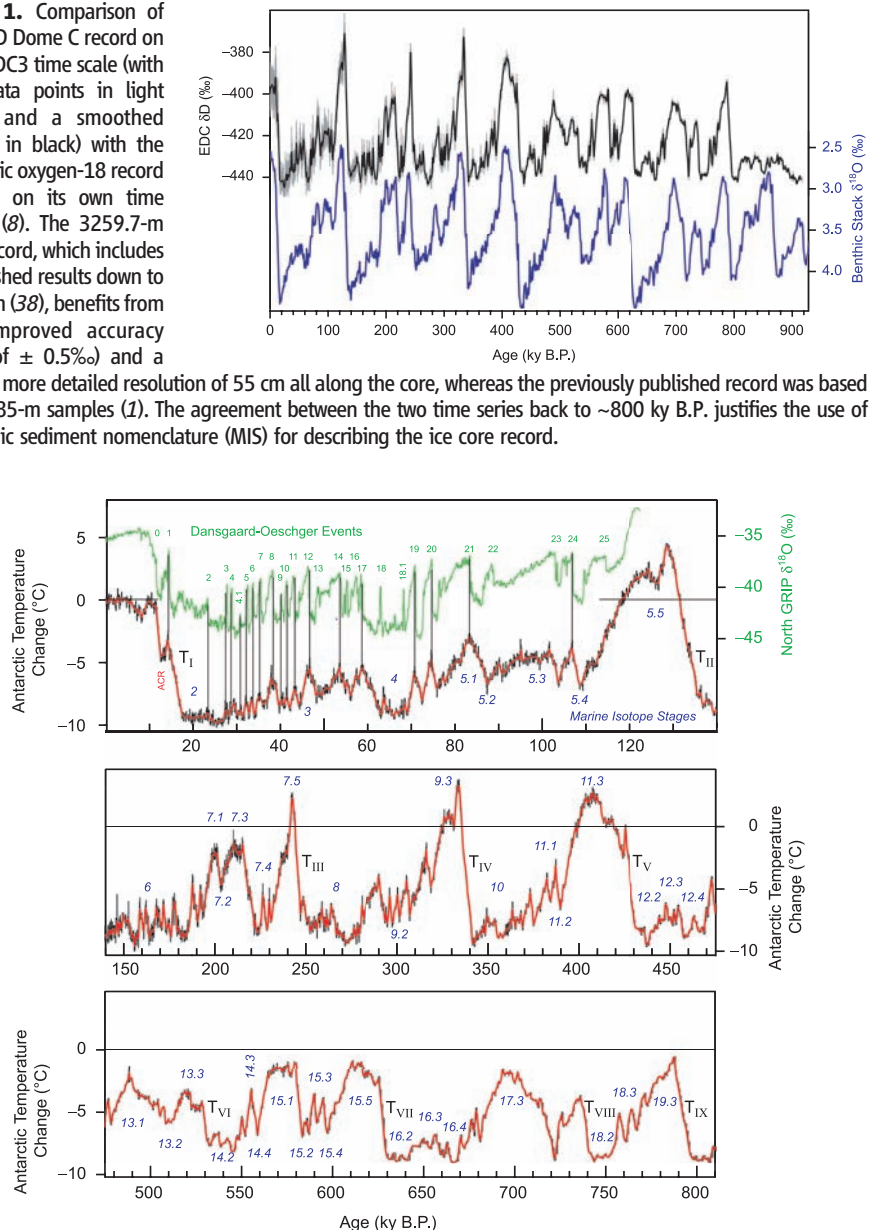 1. Comparison of
D Dome C record on
DC3 time scale (with
ata points in light
and a smoothed
in black) with the
ic oxygen-18 record
on its own time
(8). The 3259.7-m
cord, which includes
shed results down to
n (38), benefits from
mproved accuracy
of ± 0.5‰) and a
more detailed resolution of 55 cm all along the core, whereas the previously published record was based
35-m samples (1). The agreement between the two time series back to ~800 ky B.P. justifies the use of
ic sediment nomenclature (MIS) for describing the ice core record.
EDC δD (‰)
−380
−400
−420
−440
2.5
3.0
3.5
4.0
Benthic Stack δ18O (‰)
0 100 200 300 400 500 600 700 800 900
Age (ky B.P.)
Antarctic Temperature
Change (°C)
5
0
−5
−10
Dansgaard-Oeschger Events
0 1 2 3 4 4.1 5 6 7 8 9 10 11 12 13 14 15 16 17 18 18.1 19 20 21 22 23 24 25
−35
−40
−45
North GRIP δ18O (‰)
ACR
TI
TII
2 3 4 5.1 5.2 5.3 5.4 5.5
Marine Isotope Stages
20 40 60 80 100 120
6 7.1 7.2 7.3 7.4 7.5 8 9.2 9.3 10 11.1 11.2 11.3 12.2 12.3 12.4
TIII
TIV
TV
0
−5
−10
Antarctic Temperature
Change (°C)
150 200 250 300 350 400 450
Antarctic Temperature
Change (°C)
0
−5
−10
13.1 13.2 13.3 14.2 14.3 14.4 15.1 15.2 15.3 15.4 15.5 16.2 16.3 16.4 17.3 18.2 18.3 19.3
TVI
TVII
TVIII
TIX
500 550 600 650 700 750 800
Age (ky B.P.)